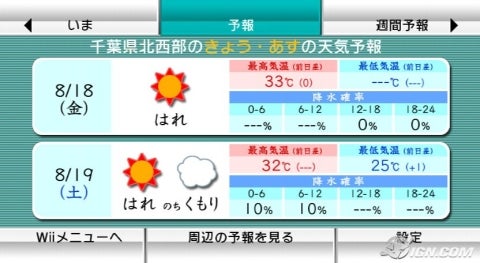 いま 予報 週間予報
千葉県北西部のきょう・あすの天気予報
8/18
(金)
はれ
最高気温(前日差)
33℃(0)
最低気温(前日差)
---℃(---)
降水確率
0-6 6-12 12-18 18-24
---% ---% 0% 0%
8/19
(土)
はれ のち くもり
最高気温(前日差)
32℃(---)
最低気温(前日差)
25℃(+1)
降水確率
0-6 6-12 12-18 18-24
10% 10% ---% ---%
Wiiメニューへ 周辺の予報を見る 設定
IGN.COM